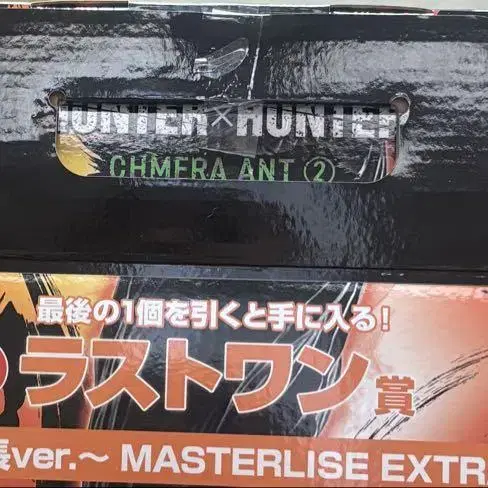 HUNTER×HUNTER
CHMERA ANT ②
最後の1個を引くと手に入る!
ラストワン賞
ver.～ MASTERLISE EXTRA